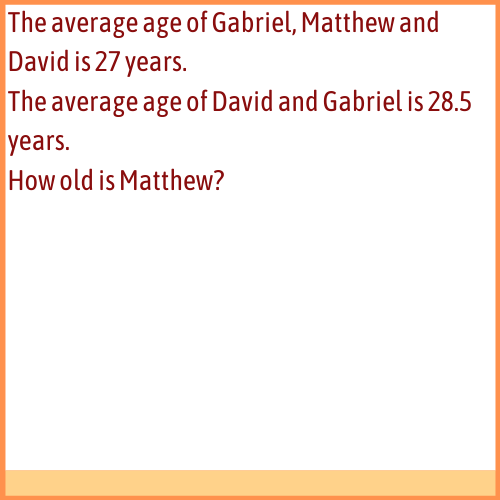 The average age of Gabriel, Matthew and
David is 27 years.
The average age of David and Gabriel is 28.5
years.
How old is Matthew?